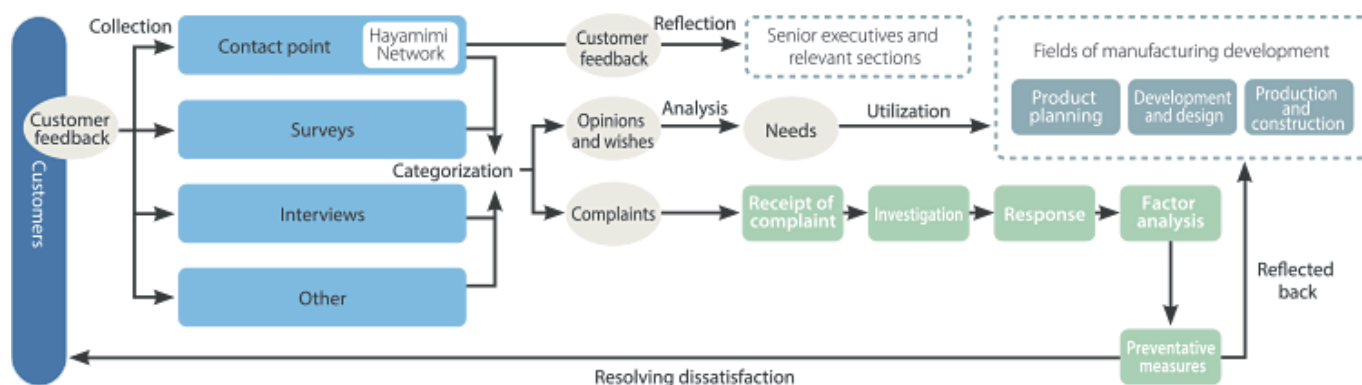 Collection
Contact point
Hayamimi
Network
Customer
feedback
Reflection
Senior executives and
relevant sections
Fields of manufacturing development
Product
planning
Development
and design
Production
and
construction
Customer
feedback
Customers
Surveys
Categorization
Opinions
and wishes
Analysis
Needs
Utilization
Interviews
Complaints
Receipt of
complaint
Investigation
Response
Factor
analysis
Other
Reflected
back
Preventative
measures
Resolving dissatisfaction